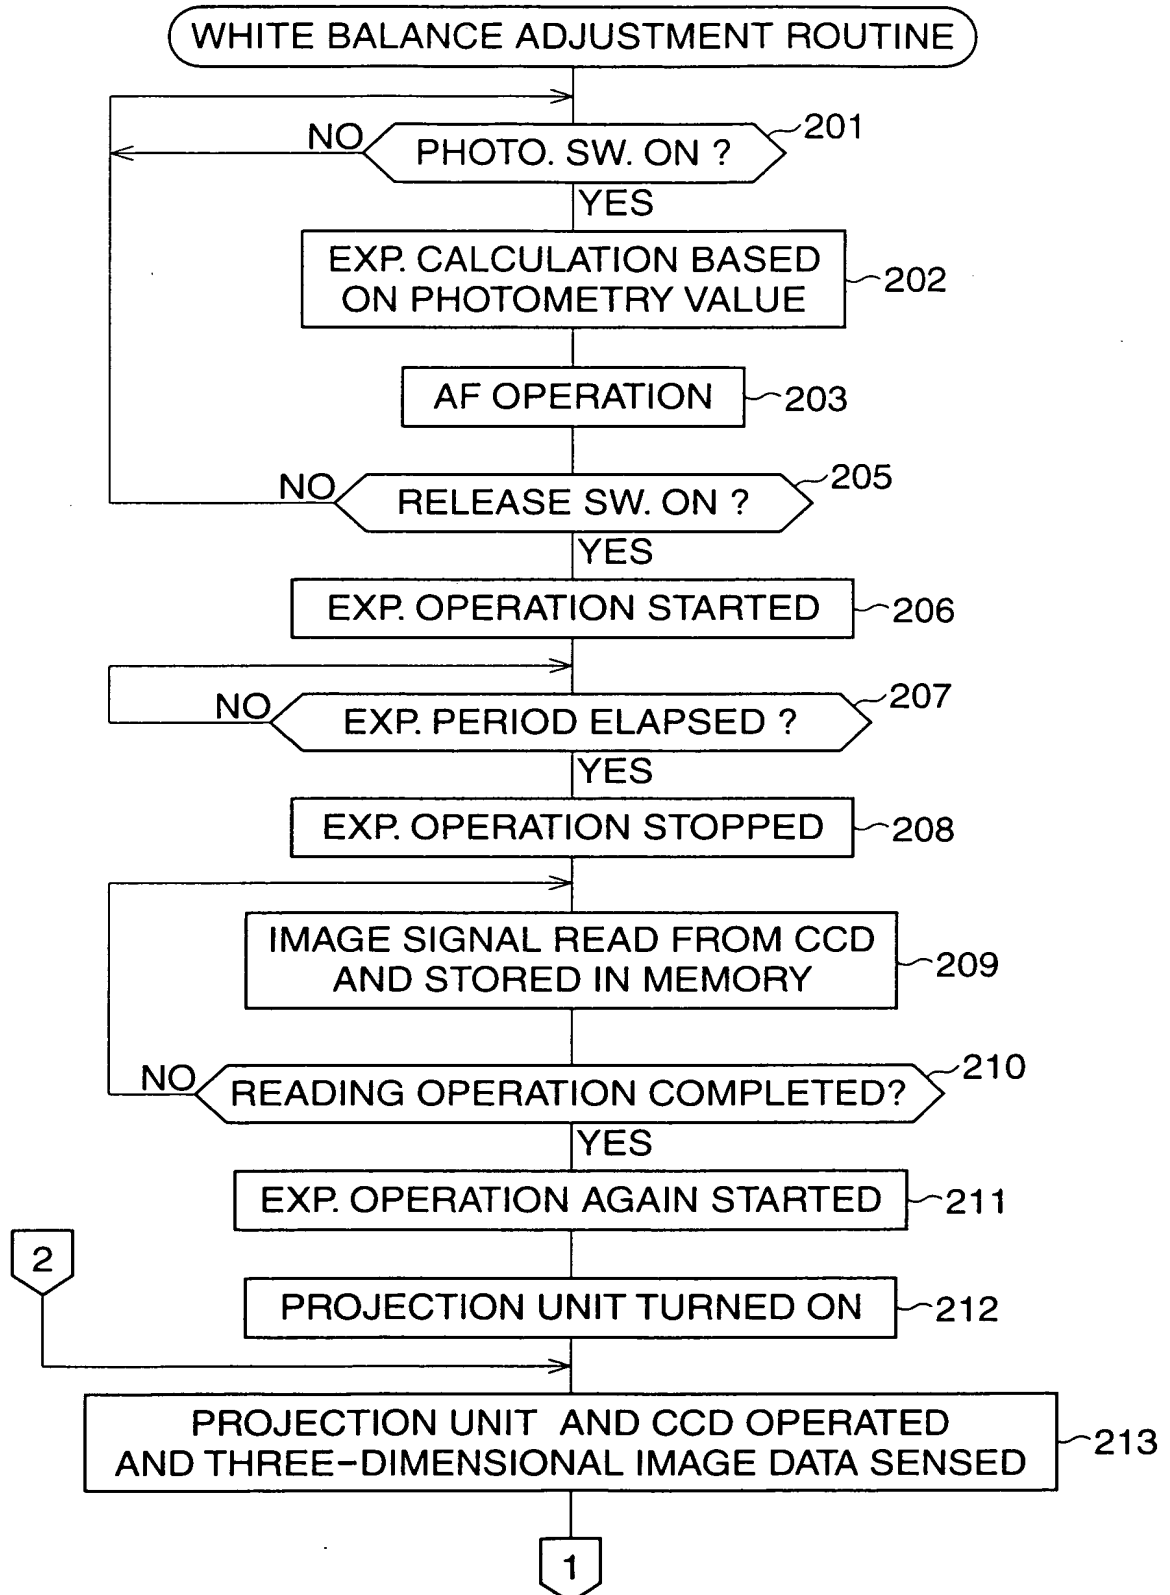 WHITE BALANCE ADJUSTMENT ROUTINE
NO
PHOTO. SW. ON ?
201
YES
EXP. CALCULATION BASED
ON PHOTOMETRY VALUE
202
AF OPERATION
203
NO
RELEASE SW. ON ?
205
YES
EXP. OPERATION STARTED
206
NO
EXP. PERIOD ELAPSED ?
207
YES
EXP. OPERATION STOPPED
208
IMAGE SIGNAL READ FROM CCD
AND STORED IN MEMORY
209
NO
READING OPERATION COMPLETED?
210
YES
EXP. OPERATION AGAIN STARTED
211
2
PROJECTION UNIT TURNED ON
212
PROJECTION UNIT AND CCD OPERATED
AND THREE-DIMENSIONAL IMAGE DATA SENSED
213
1